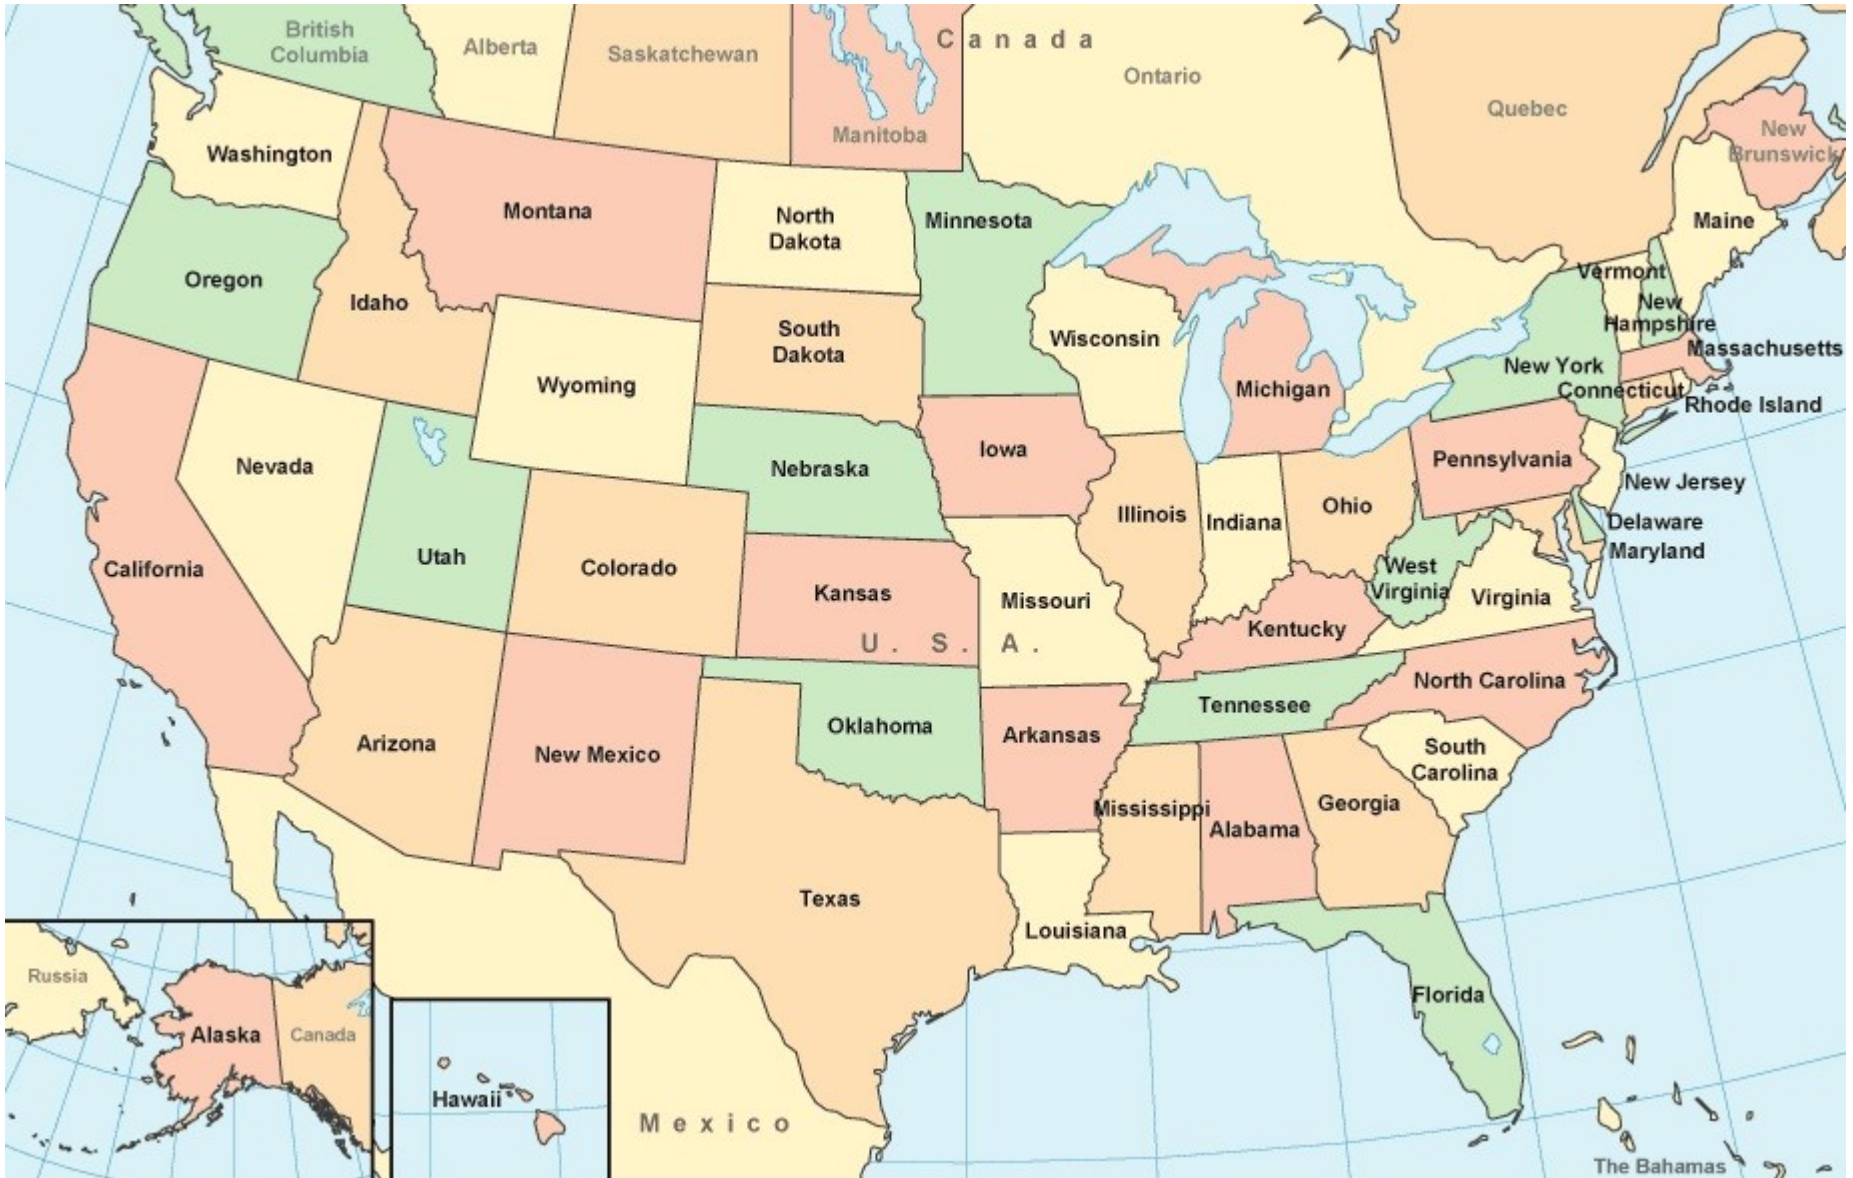 British
Columbia
Alberta
Saskatchewan
Manitoba
Canada
Ontario
Quebec
New
Brunswick
Washington
Montana
North
Dakota
Minnesota
Maine
Oregon
Idaho
South
Dakota
Wisconsin
Michigan
Vermont
New
Hampshire
Massachusetts
New York
Connecticut
Rhode Island
Wyoming
Nevada
Nebraska
Iowa
Pennsylvania
New Jersey
Illinois
Indiana
Ohio
Delaware
Maryland
California
Utah
Colorado
Kansas
Missouri
West
Virginia
Virginia
Kentucky
U. S. A.
North Carolina
Tennessee
Arizona
New Mexico
Oklahoma
Arkansas
South
Carolina
Mississippi
Alabama
Georgia
Texas
Louisiana
Florida
Russia
Alaska
Canada
Hawaii
Mexico
The Bahamas